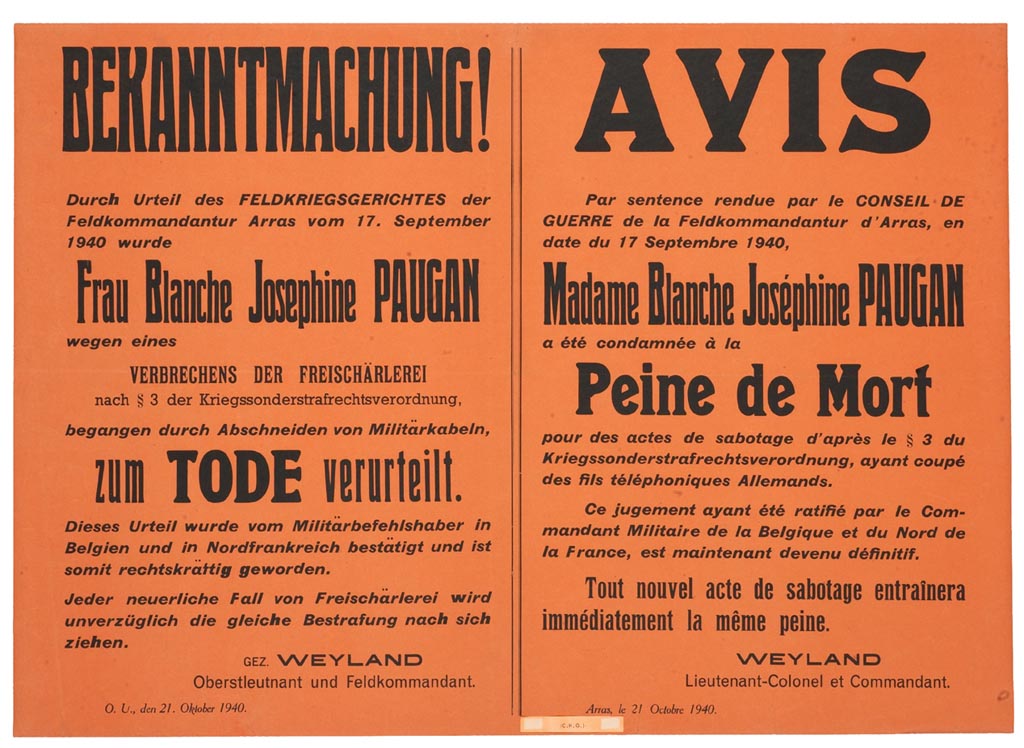 BEKANNTMACHUNG!
Durch Urteil des FELDKRIEGSGERICHTES der
Feldkommandantur Arras vom 17. September
1940 wurde
Frau Blanche Josephine PAUGAN
wegen eines
VERBRECHENS DER FREISCHÄRLEREI
nach § 3 der Kriegssonderstrafrechtsverordnung,
begangen durch Abschneiden von Militärkabeln,
zum TODE verurteilt.
Dieses Urteil wurde vom Militärbefehlshaber in
Belgien und in Nordfrankreich bestätigt und ist
somit rechtskräftig geworden.
Jeder neuerliche Fall von Freischärlerei wird
unverzüglich die gleiche Bestrafung nach sich
ziehen.
GEZ. WEYLAND
Oberstleutnant und Feldkommandant.
O. U., den 21. Oktober 1940.
AVIS
Par sentence rendue par le CONSEIL DE
GUERRE de la Feldkommandantur d'Arras, en
date du 17 Septembre 1940,
Madame Blanche Joséphine PAUGAN
a été condamnée à la
Peine de Mort
pour des actes de sabotage d'après le § 3 du
Kriegssonderstrafrechtsverordnung, ayant coupé
des fils téléphoniques Allemands.
Ce jugement ayant été ratifié par le Com-
mandant Militaire de la Belgique et du Nord de
la France, est maintenant devenu définitif.
Tout nouvel acte de sabotage entraînera
immédiatement la même peine.
WEYLAND
Lieutenant-Colonel et Commandant.
Arras, le 21 Octobre 1940.